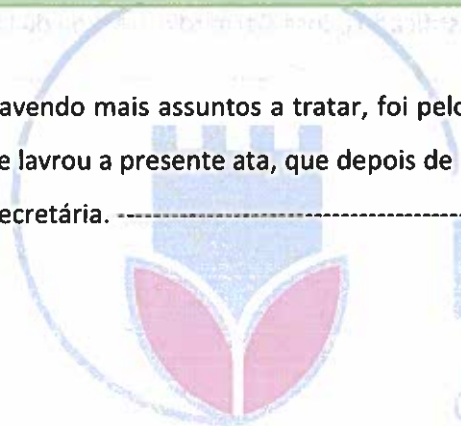 avendo mais assuntos a tratar, foi pelo
e lavrou a presente ata, que depois de
ecretária. ------------------------------------------